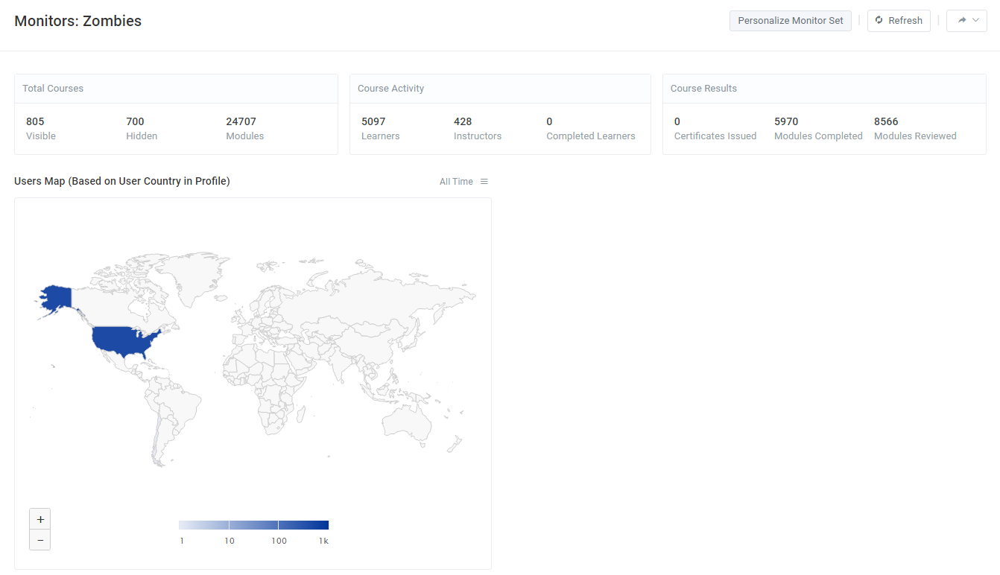 Monitors: Zombies
Personalize Monitor Set
Refresh
Total Courses
805 700 24707
Visible Hidden Modules
Course Activity
5097 428 0
Learners Instructors Completed Learners
Course Results
0 5970 8566
Certificates Issued Modules Completed Modules Reviewed
Users Map (Based on User Country in Profile)
All Time
+
−
1 10 100 1k